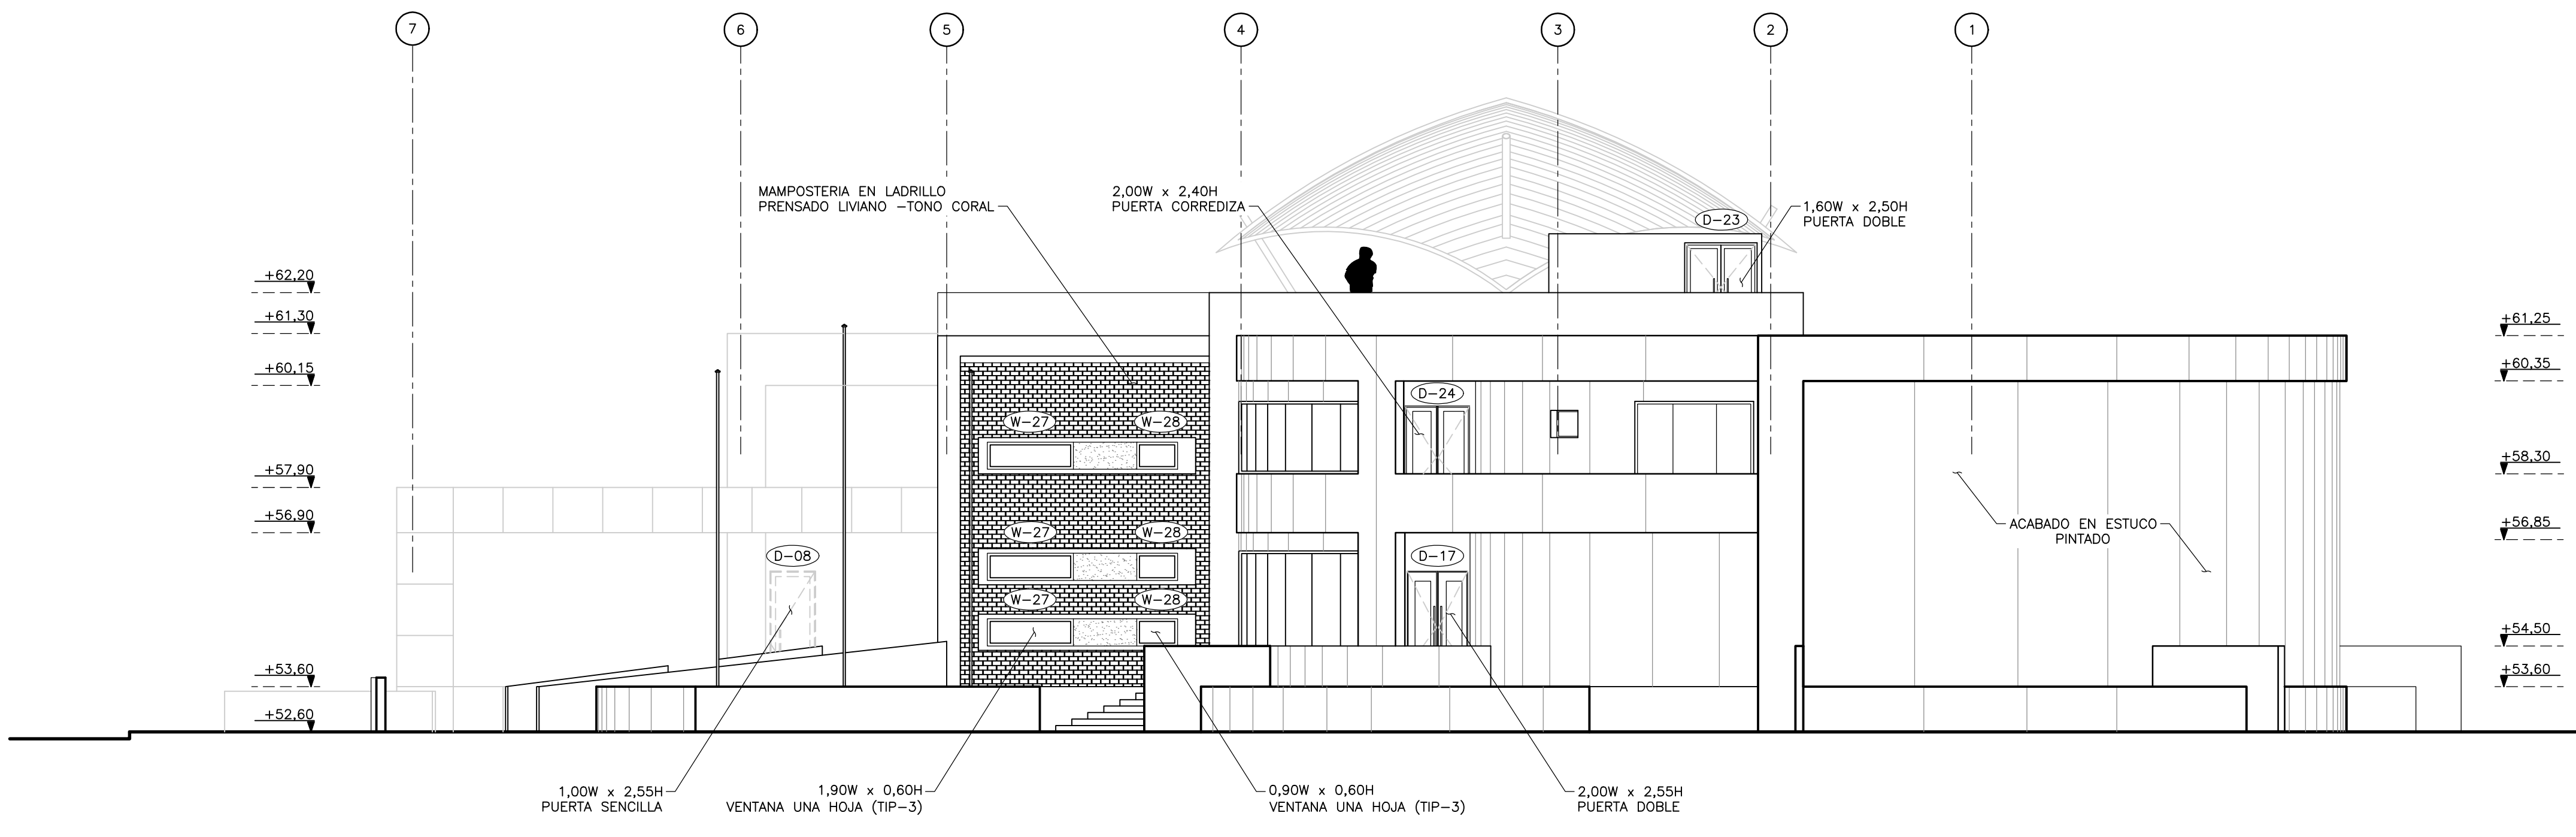 7
6
5
4
3
2
1
MAMPOSTERIA EN LADRILLO
PRENSADO LIVIANO -TONO CORAL
2,00W x 2,40H
PUERTA CORREDIZA
D-23
1,60W x 2,50H
PUERTA DOBLE
+62,20
+61,30
+60,15
+57,90
+56,90
+53,60
+52,60
W-27
W-28
W-27
W-28
W-27
W-28
D-08
D-24
D-17
ACABADO EN ESTUCO
PINTADO
+61,25
+60,35
+58,30
+56,85
+54,50
+53,60
1,00W x 2,55H
PUERTA SENCILLA
1,90W x 0,60H
VENTANA UNA HOJA (TIP-3)
0,90W x 0,60H
VENTANA UNA HOJA (TIP-3)
2,00W x 2,55H
PUERTA DOBLE